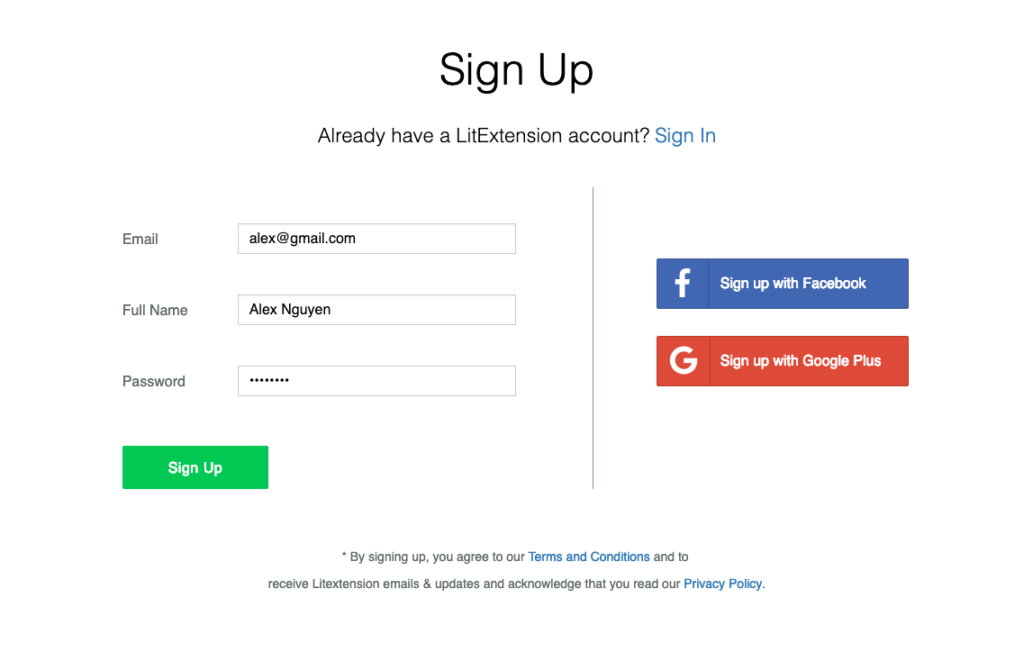 Sign Up
Already have a LitExtension account? Sign In
Email
alex@gmail.com
Full Name
Alex Nguyen
Password
••••••••
Sign Up
Sign up with Facebook
Sign up with Google Plus
* By signing up, you agree to our Terms and Conditions and to
receive Litextension emails & updates and acknowledge that you read our Privacy Policy.